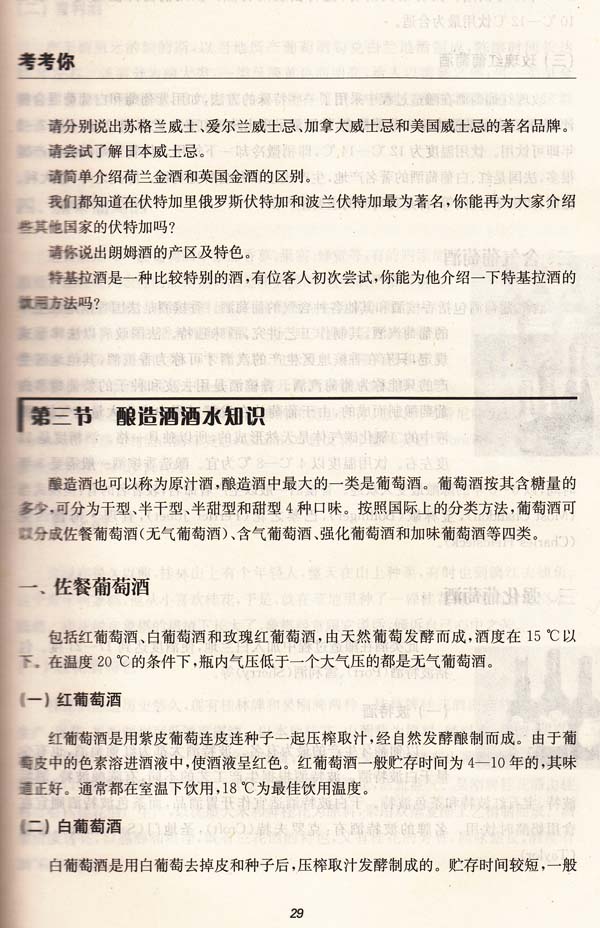 考考你
请分别说出苏格兰威士、爱尔兰威士忌、加拿大威士忌和美国威士忌的著名品牌。
请尝试了解日本威士忌。
请简单介绍荷兰金酒和英国金酒的区别。
我们都知道在伏特加里俄罗斯伏特加和波兰伏特加最为著名,你能再为大家介绍
些其他国家的伏特加吗?
请你说出朗姆酒的产区及特色。
特基拉酒是一种比较特别的酒,有位客人初次尝试,你能为他介绍一下特基拉酒的
饮用方法吗?
第三节 酿造酒酒水知识
酿造酒也可以称为原汁酒,酿造酒中最大的一类是葡萄酒。葡萄酒按其含糖量的
多少,可分为干型、半干型、半甜型和甜型4种口味。按照国际上的分类方法,葡萄酒可
以分成佐餐葡萄酒(无气葡萄酒)、含气葡萄酒、强化葡萄酒和加味葡萄酒等四类。
一、佐餐葡萄酒
包括红葡萄酒、白葡萄酒和玫瑰红葡萄酒,由天然葡萄发酵而成,酒度在15℃以
下。在温度20℃的条件下,瓶内气压低于一个大气压的都是无气葡萄酒。
(一) 红葡萄酒
红葡萄酒是用紫皮葡萄连皮连种子一起压榨取汁,经自然发酵酿制而成。由于葡
萄皮中的色素溶进酒液中,使酒液呈红色。红葡萄酒一般贮存时间为4—10年的,其味
道正好。通常都在室温下饮用,18℃为最佳饮用温度。
(二) 白葡萄酒
白葡萄酒是用白葡萄去掉皮和种子后,压榨取汁发酵制成的。贮存时间较短,一般
29